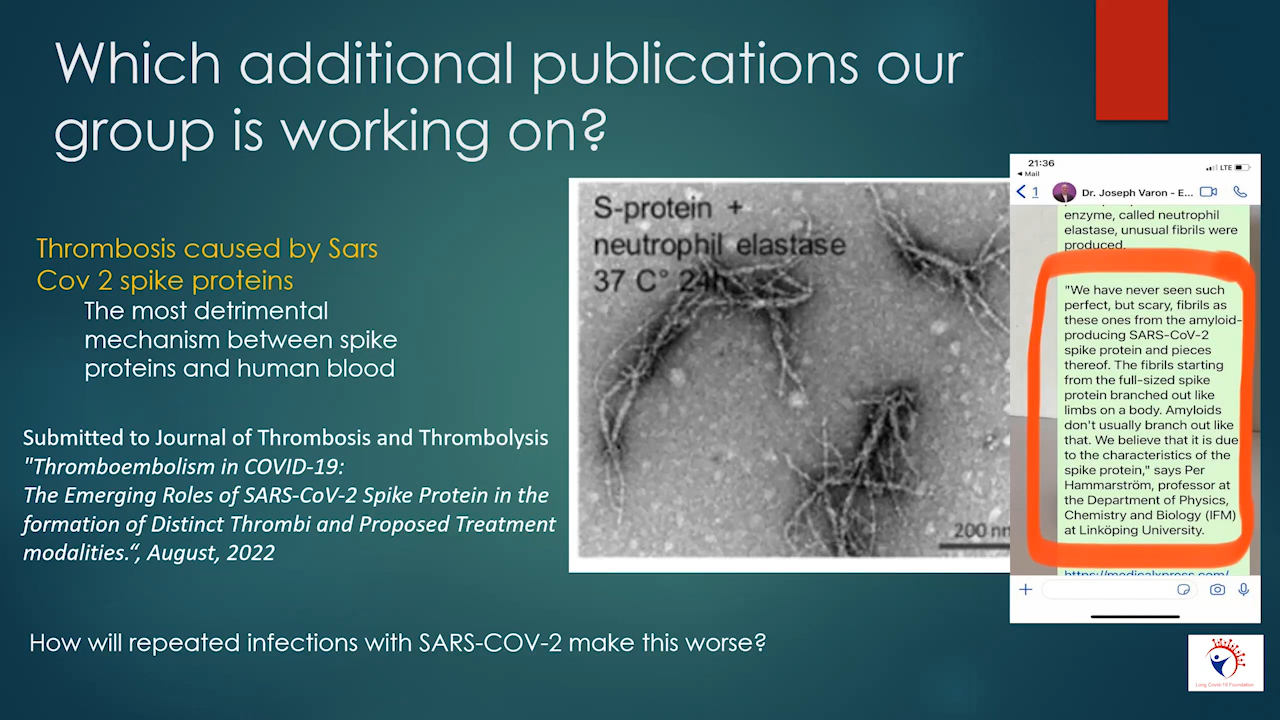 Which additional publications our
group is working on?
Thrombosis caused by Sars
Cov 2 spike proteins
The most detrimental
mechanism between spike
proteins and human blood
Submitted to Journal of Thrombosis and Thrombolysis
"Thromboembolism in COVID-19:
The Emerging Roles of SARS-CoV-2 Spike Protein in the
formation of Distinct Thrombi and Proposed Treatment
modalities.“, August, 2022
How will repeated infections with SARS-COV-2 make this worse?
S-protein +
neutrophil elastase
37 C° 24h
200 nm
21:36
LTE
Mail
1
Dr. Joseph Varon - E...
enzyme, called neutrophil
elastase, unusual fibrils were
produced.
"We have never seen such
perfect, but scary, fibrils as
these ones from the amyloid-
producing SARS-CoV-2
spike protein and pieces
thereof. The fibrils starting
from the full-sized spike
protein branched out like
limbs on a body. Amyloids
don't usually branch out like
that. We believe that it is due
to the characteristics of the
spike protein," says Per
Hammarström, professor at
the Department of Physics,
Chemistry and Biology (IFM)
at Linköping University.
https://medicalxpress.com/
Long Covid 19 Foundation